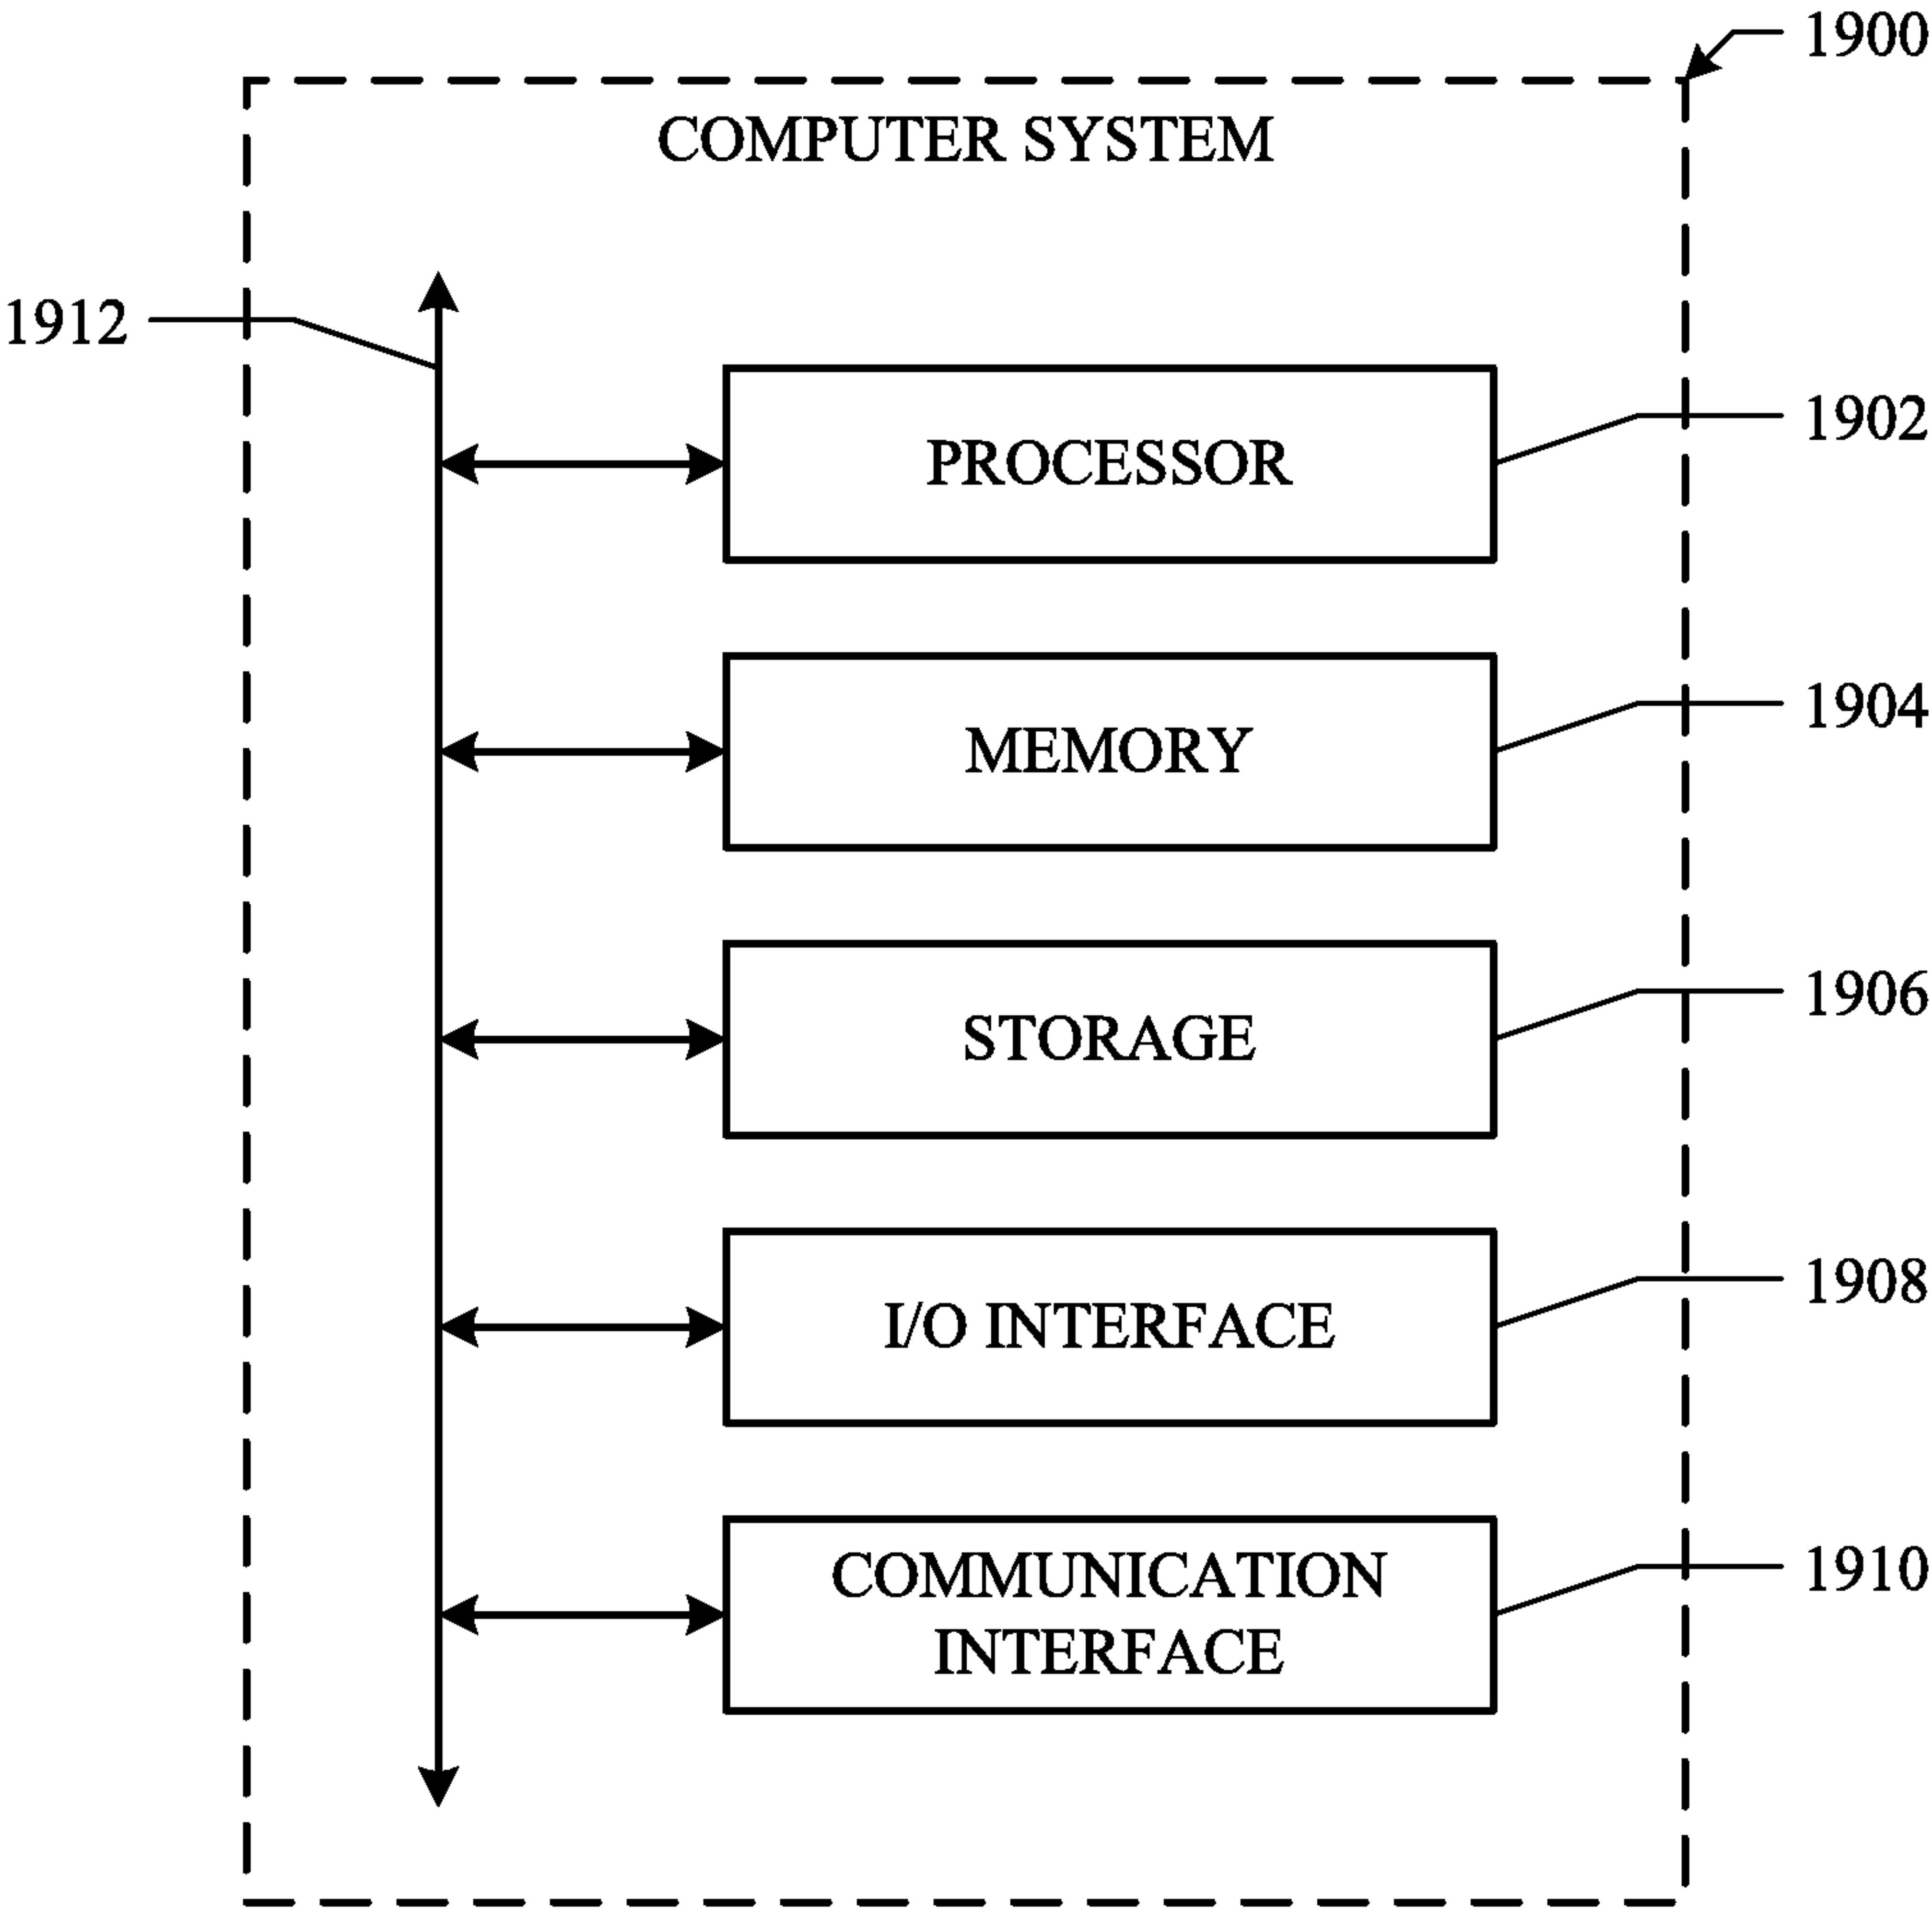 1900
COMPUTER SYSTEM
1912
PROCESSOR
1902
MEMORY
1904
STORAGE
1906
I/O INTERFACE
1908
COMMUNICATION
INTERFACE
1910